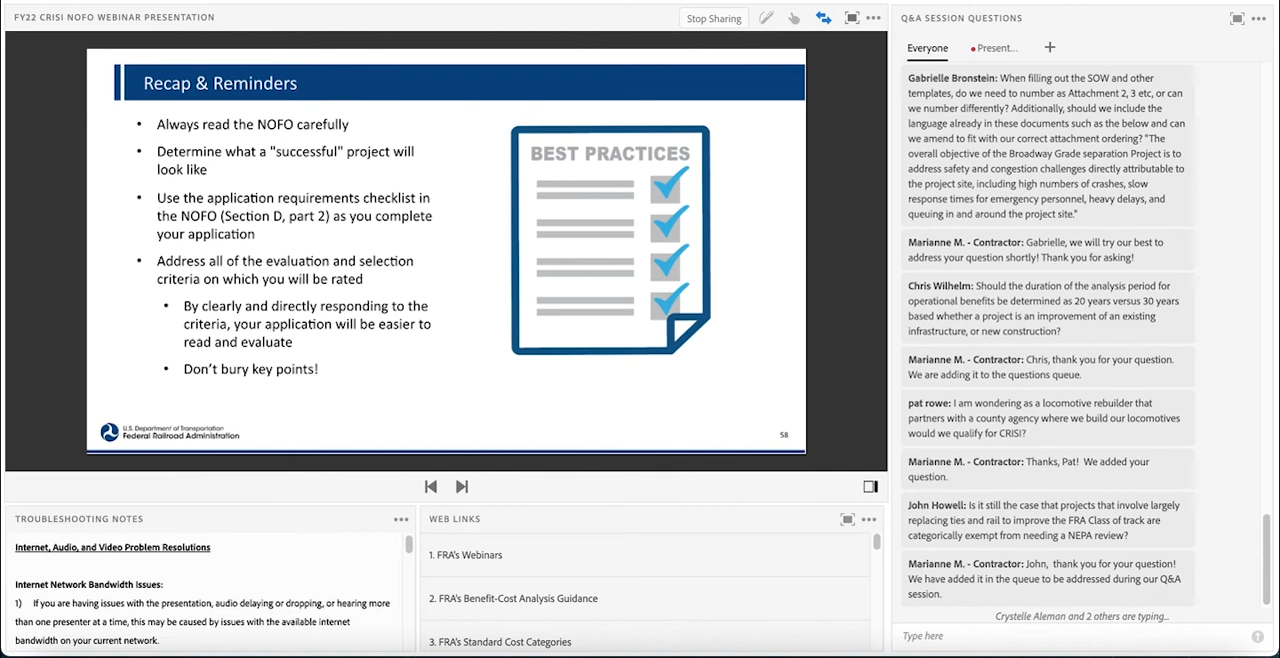 FY22 CRISI NOFO WEBINAR PRESENTATION
Stop Sharing
Recap & Reminders
• Always read the NOFO carefully
• Determine what a "successful" project will
look like
• Use the application requirements checklist in
the NOFO (Section D, part 2) as you complete
your application
• Address all of the evaluation and selection
criteria on which you will be rated
• By clearly and directly responding to the
criteria, your application will be easier to
read and evaluate
• Don't bury key points!
BEST PRACTICES
U.S. Department of Transportation
Federal Railroad Administration
58
TROUBLESHOOTING NOTES
Internet, Audio, and Video Problem Resolutions
Internet Network Bandwidth Issues:
1) If you are having issues with the presentation, audio delaying or dropping, or hearing more
than one presenter at a time, this may be caused by issues with the available internet
bandwidth on your current network.
WEB LINKS
1. FRA's Webinars
2. FRA's Benefit-Cost Analysis Guidance
3. FRA's Standard Cost Categories
Q&A SESSION QUESTIONS
Everyone
Present...
Gabrielle Bronstein: When filling out the SOW and other
templates, do we need to number as Attachment 2, 3 etc, or can
we number differently? Additionally, should we include the
language already in these documents such as the below and can
we amend to fit with our correct attachment ordering? "The
overall objective of the Broadway Grade separation Project is to
address safety and congestion challenges directly attributable to
the project site, including high numbers of crashes, slow
response times for emergency personnel, heavy delays, and
queuing in and around the project site."
Marianne M. - Contractor: Gabrielle, we will try our best to
address your question shortly! Thank you for asking!
Chris Wilhelm: Should the duration of the analysis period for
operational benefits be determined as 20 years versus 30 years
based whether a project is an improvement of an existing
infrastructure, or new construction?
Marianne M. - Contractor: Chris, thank you for your question.
We are adding it to the questions queue.
pat rowe: I am wondering as a locomotive rebuilder that
partners with a county agency where we build our locomotives
would we qualify for CRISI?
Marianne M. - Contractor: Thanks, Pat! We added your
question.
John Howell: Is it still the case that projects that involve largely
replacing ties and rail to improve the FRA Class of track are
categorically exempt from needing a NEPA review?
Marianne M. - Contractor: John, thank you for your question!
We have added it in the queue to be addressed during our Q&A
session.
Crystelle Aleman and 2 others are typing...
Type here